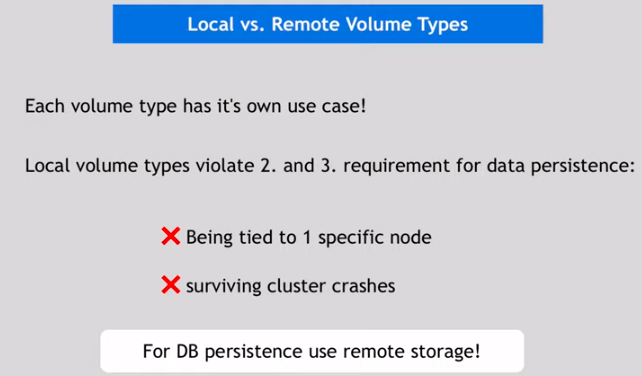 Local vs. Remote Volume Types
Each volume type has it's own use case!
Local volume types violate 2. and 3. requirement for data persistence:
❌ Being tied to 1 specific node
❌ surviving cluster crashes
For DB persistence use remote storage!